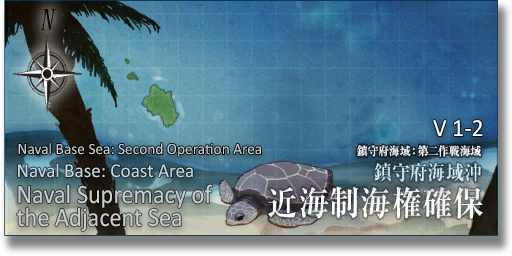 N
V 1-2
Naval Base Sea: Second Operation Area
鎮守府海域：第二作戦海域
Naval Base: Coast Area
鎮守府海域沖
Naval Supremacy of
the Adjacent Sea
近海制海権確保